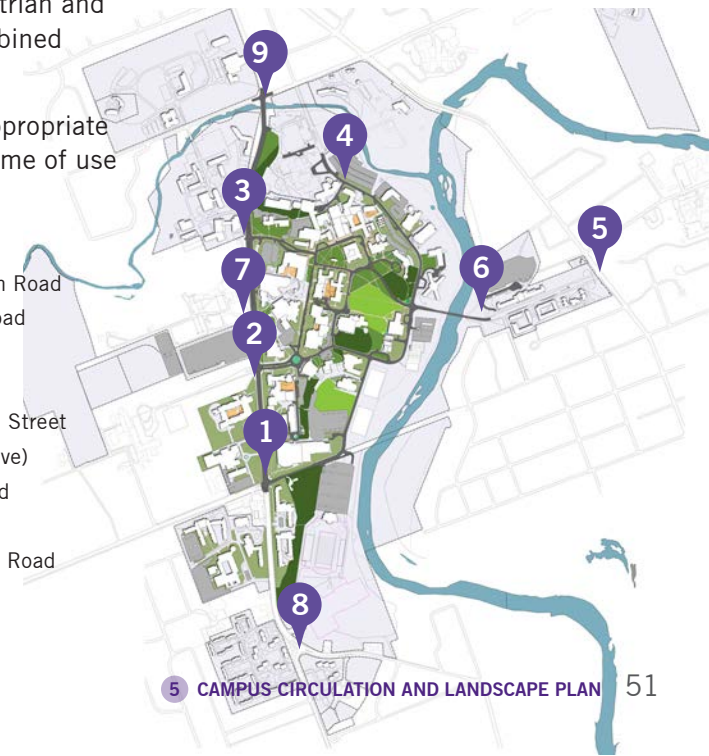 trian and
bined
ppropriate
me of use
n Road
oad
Street
ve)
d
Road
9
4
3
5
7
6
2
1
8
5 CAMPUS CIRCULATION AND LANDSCAPE PLAN 51